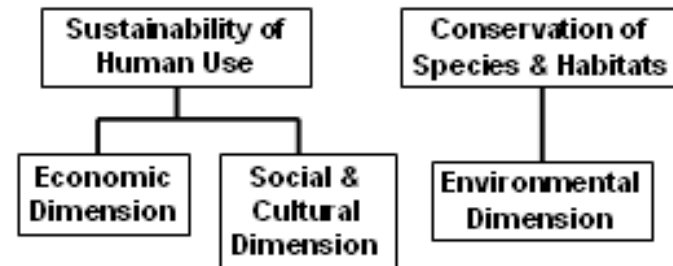 Sustainability of
Human Use
Conservation of
Species & Habitats
Economic
Dimension
Social &
Cultural
Dimension
Environmental
Dimension